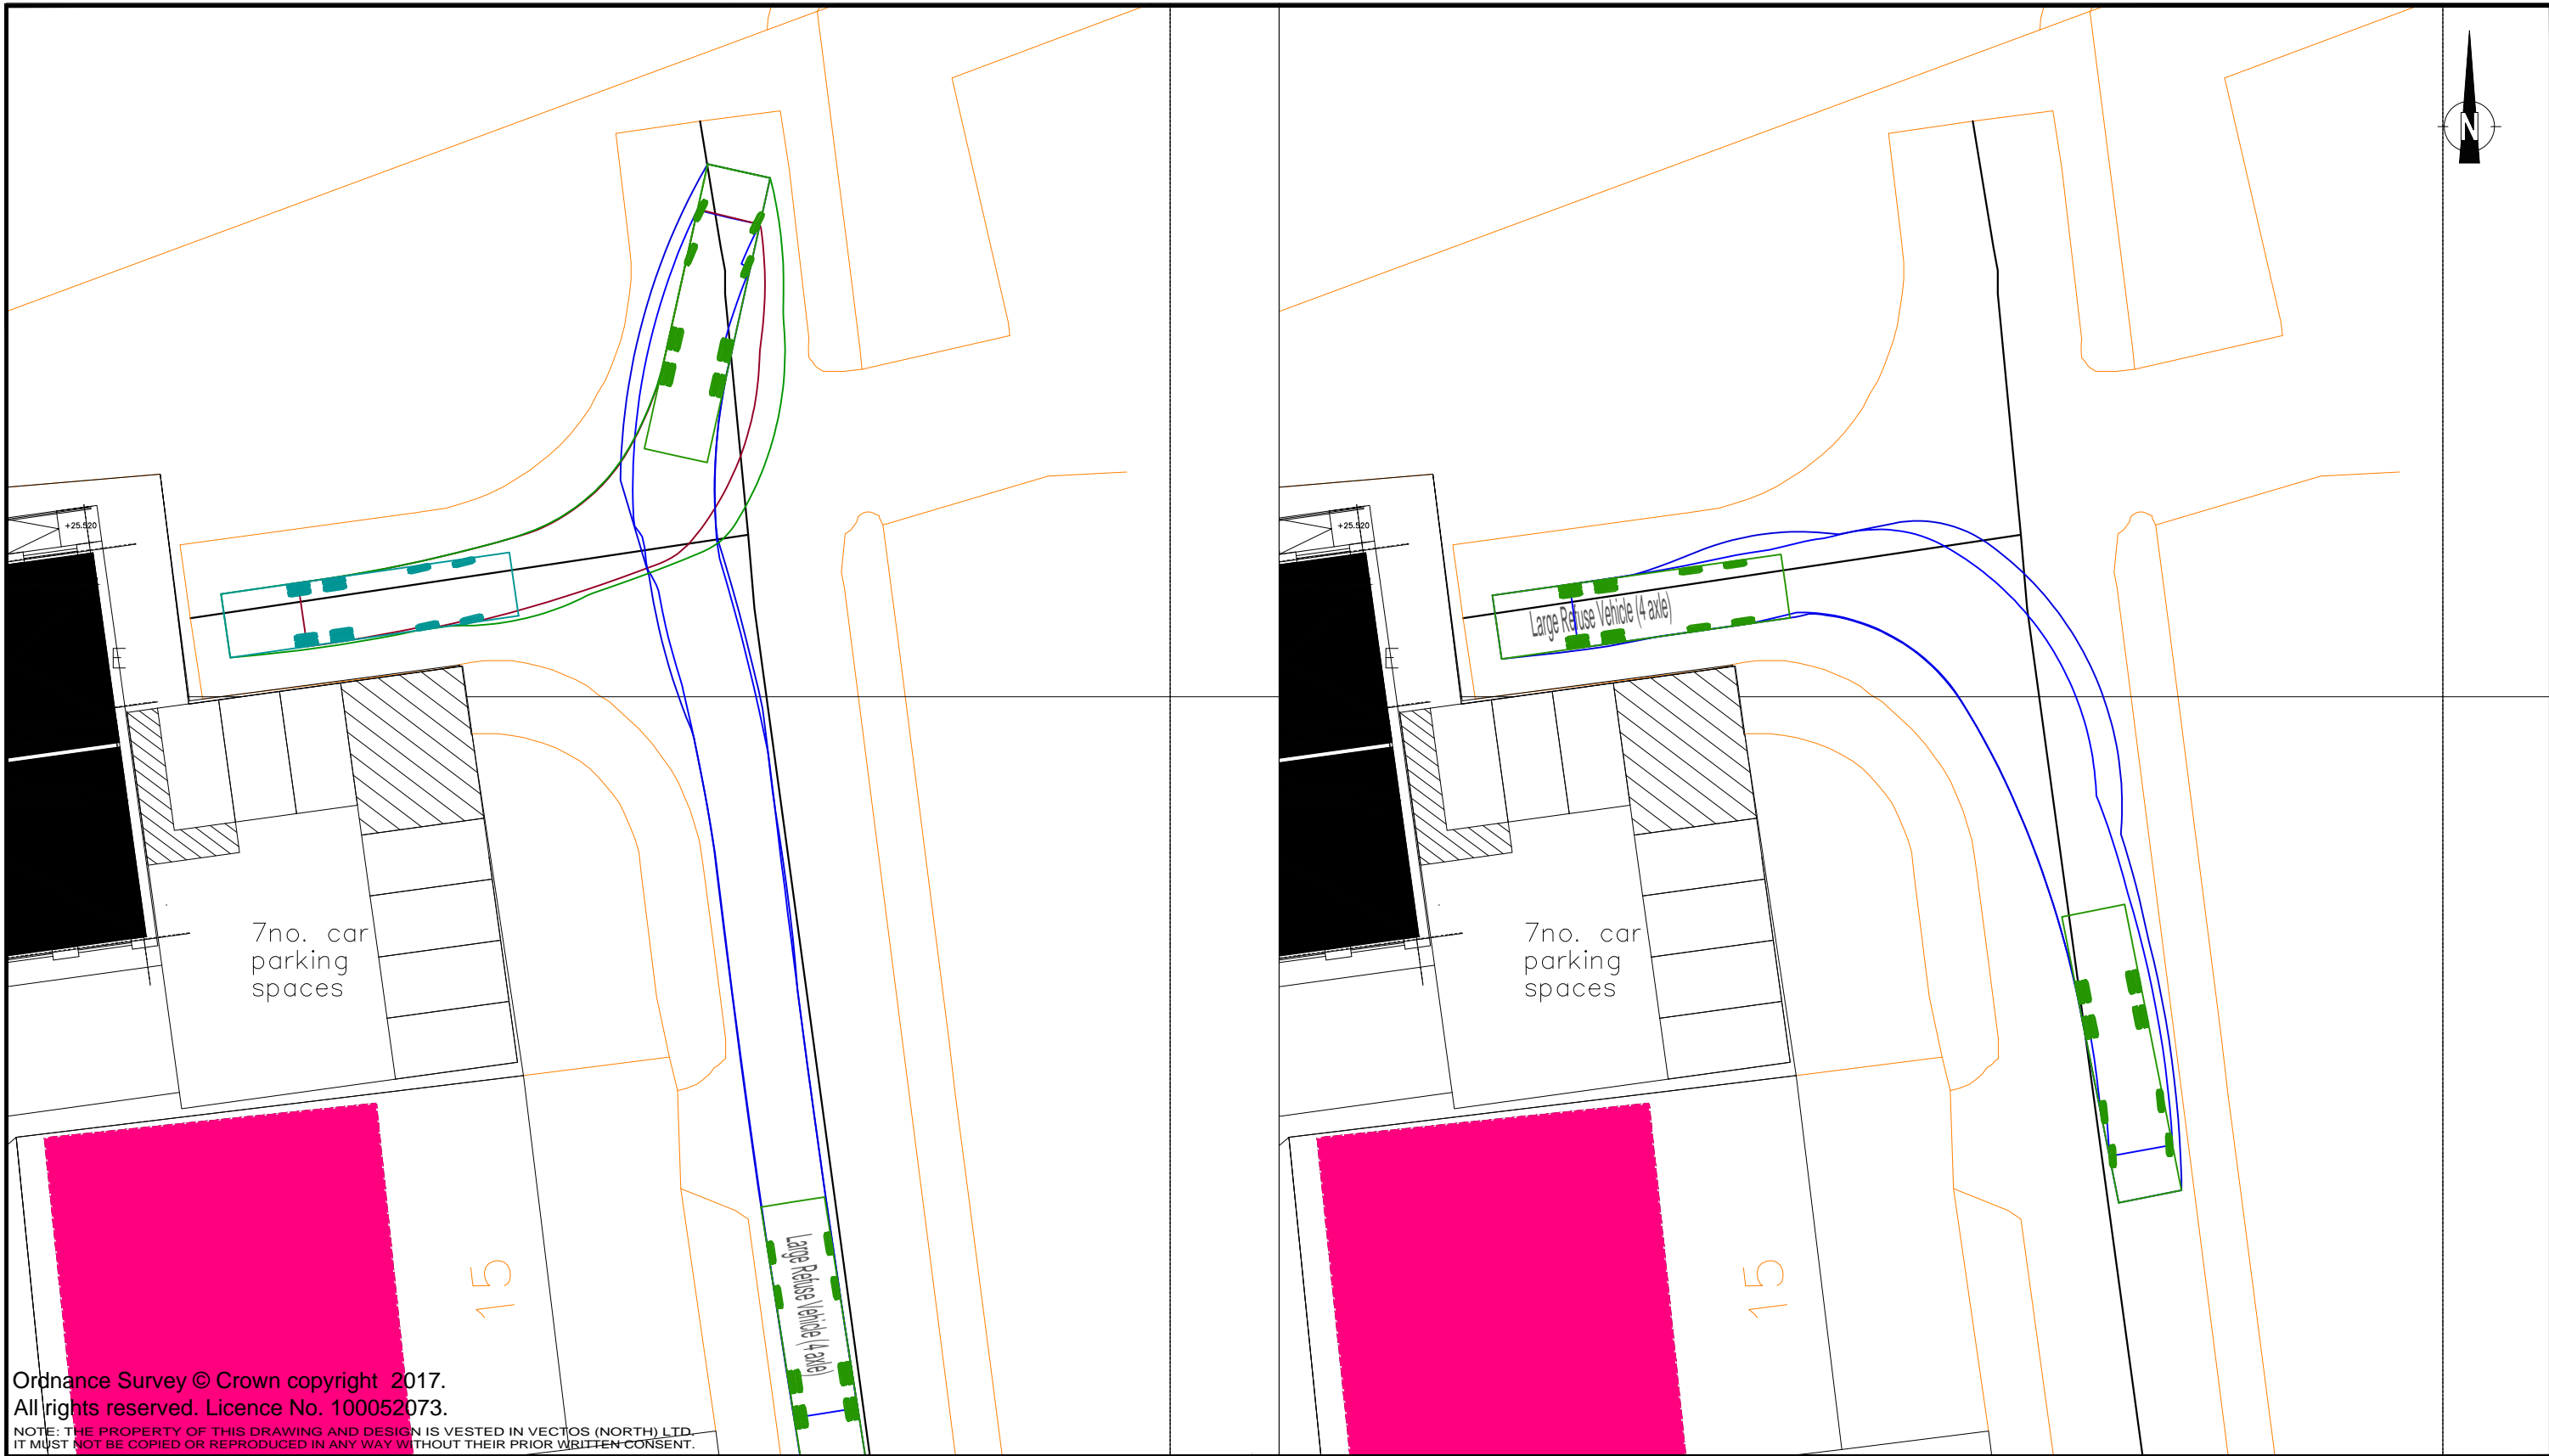 N
+25.520
+25.520
Large Refuse Vehicle (4 axle)
7no. car
parking
spaces
7no. car
parking
spaces
15
15
Large Refuse Vehicle (4 axle)
Ordnance Survey © Crown copyright 2017.
All rights reserved. Licence No. 100052073.
NOTE: THE PROPERTY OF THIS DRAWING AND DESIGN IS VESTED IN VECTOS (NORTH) LTD.
IT MUST NOT BE COPIED OR REPRODUCED IN ANY WAY WITHOUT THEIR PRIOR WRITTEN CONSENT.